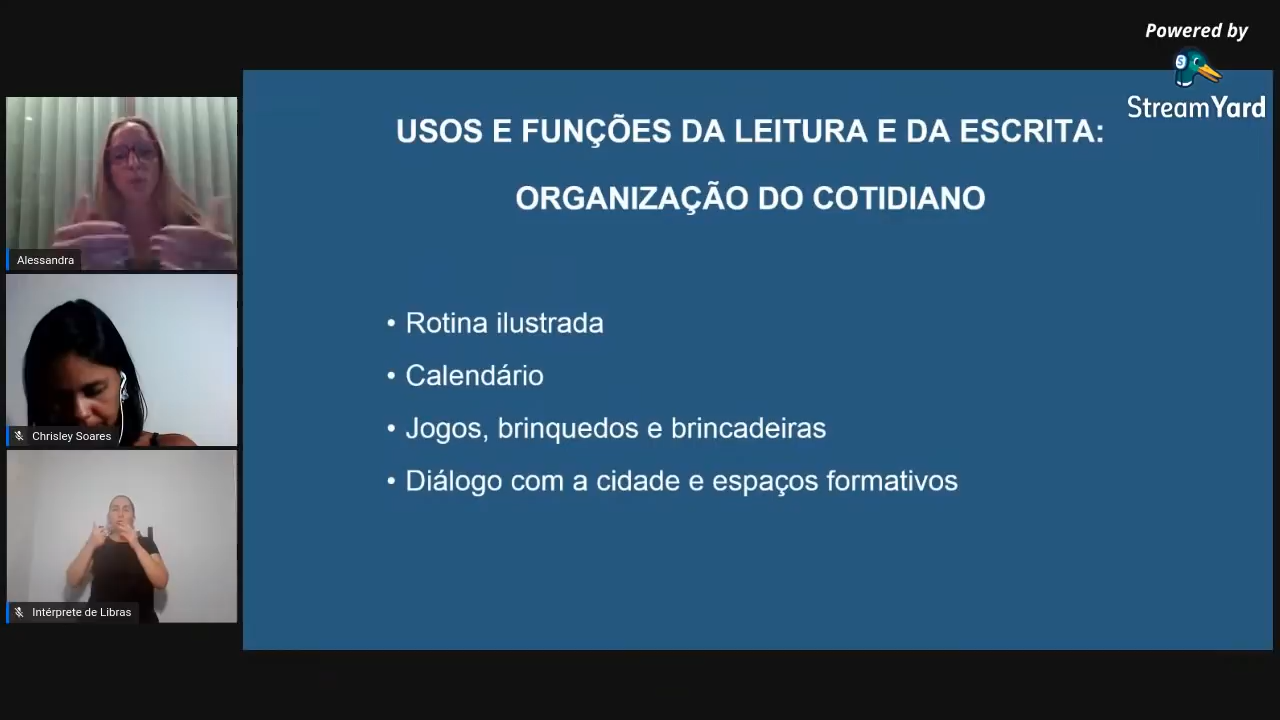 Powered by
StreamYard
USOS E FUNÇÕES DA LEITURA E DA ESCRITA:
ORGANIZAÇÃO DO COTIDIANO
• Rotina ilustrada
• Calendário
• Jogos, brinquedos e brincadeiras
• Diálogo com a cidade e espaços formativos
Alessandra
Chrisley Soares
Intérprete de Libras